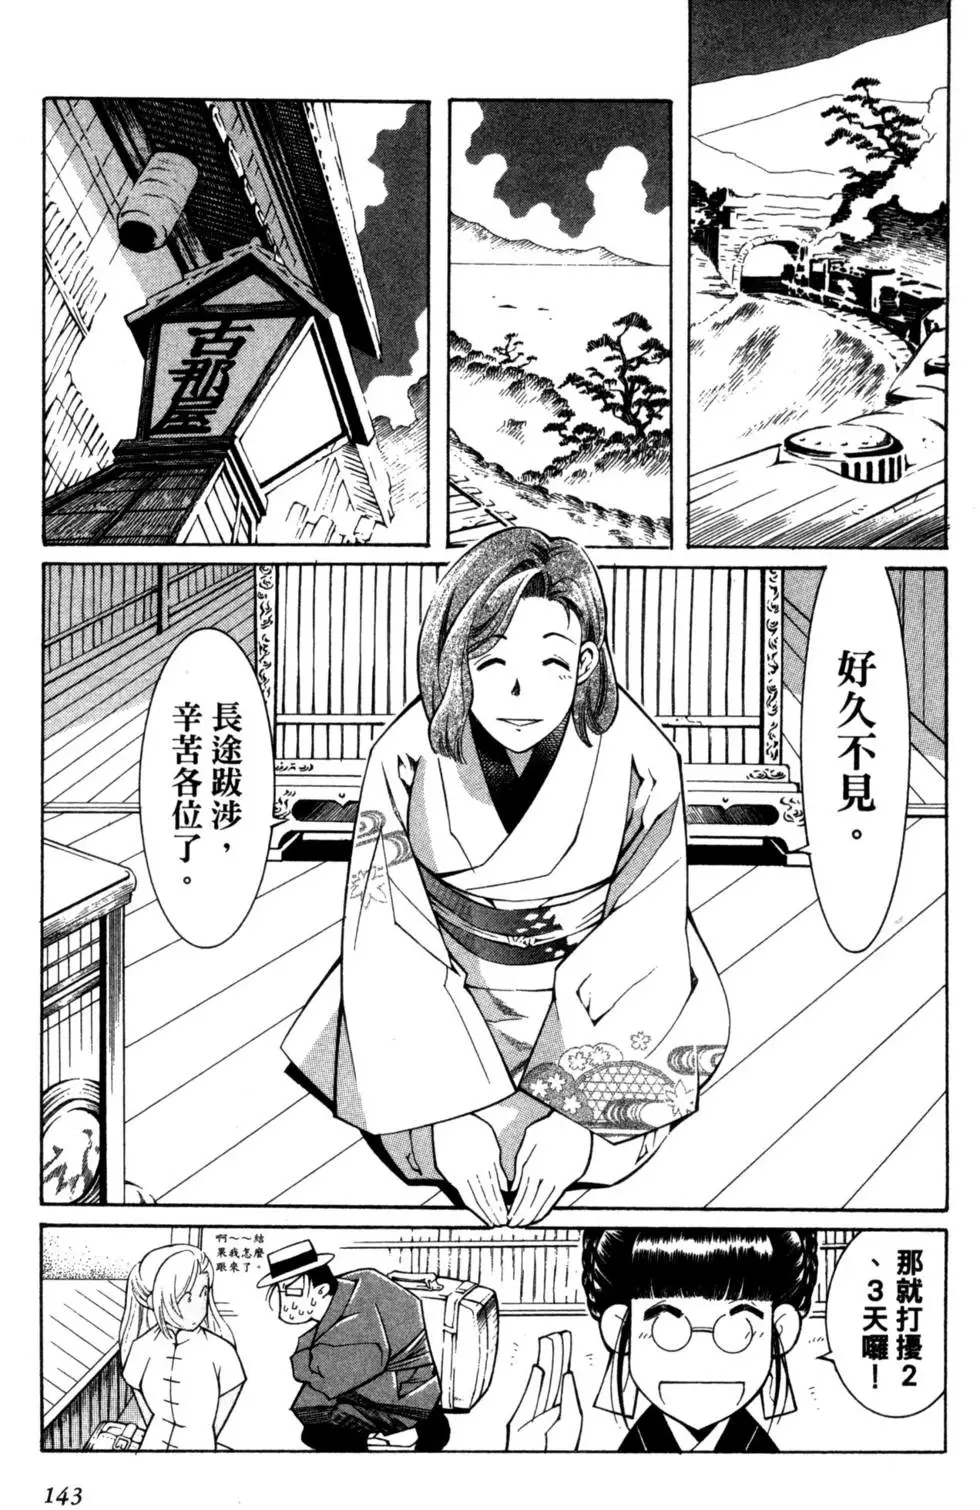 古那屋
好久不見。
長途跋涉，
辛苦各位了。
那就打擾2
、3天囉！
啊～～結
果我怎麼
跟來了。
143